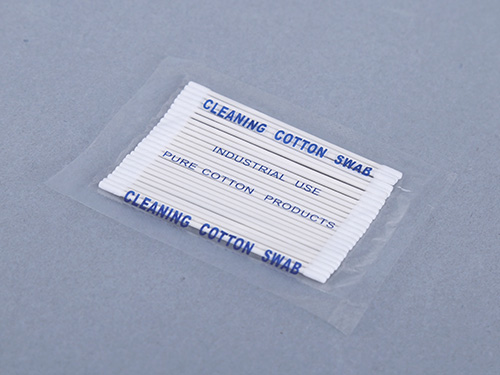 CLEANING COTTON SWAB
INDUSTRIAL USE
PURE COTTON PRODUCTS
CLEANING COTTON SWAB